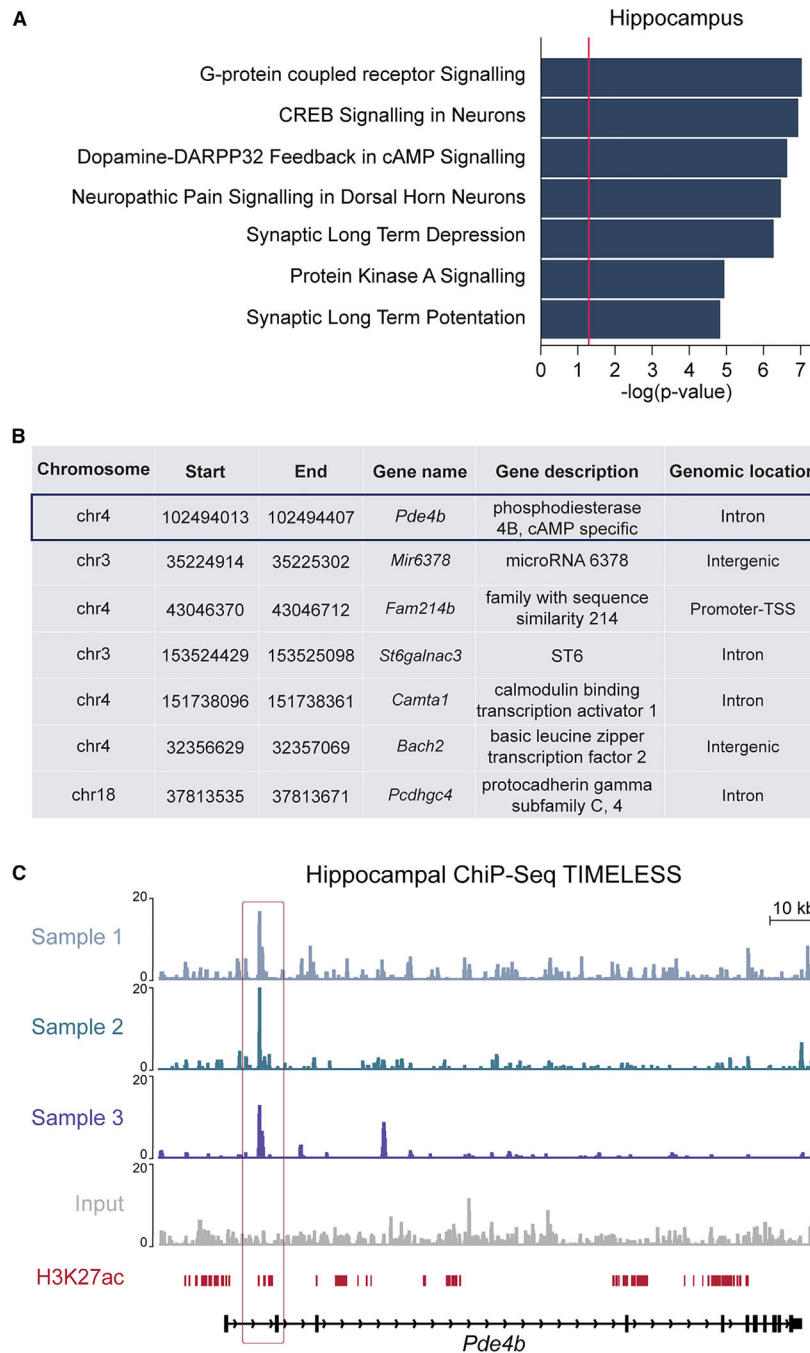 A
Hippocampus
G-protein coupled receptor Signalling
CREB Signalling in Neurons
Dopamine-DARPP32 Feedback in cAMP Signalling
Neuropathic Pain Signalling in Dorsal Horn Neurons
Synaptic Long Term Depression
Protein Kinase A Signalling
Synaptic Long Term Potentation
0 1 2 3 4 5 6 7
-log(p-value)
B
Chromosome Start End Gene name Gene description Genomic location
chr4 102494013 102494407 Pde4b phosphodiesterase 4B, cAMP specific Intron
chr3 35224914 35225302 Mir6378 microRNA 6378 Intergenic
chr4 43046370 43046712 Fam214b family with sequence similarity 214 Promoter-TSS
chr3 153524429 153525098 St6galnac3 ST6 Intron
chr4 151738096 151738361 Camta1 calmodulin binding transcription activator 1 Intron
chr4 32356629 32357069 Bach2 basic leucine zipper transcription factor 2 Intergenic
chr18 37813535 37813671 Pcdhgc4 protocadherin gamma subfamily C, 4 Intron
C
Hippocampal ChiP-Seq TIMELESS
20
10 kb
Sample 1
0
20
Sample 2
0
20
Sample 3
0
20
Input
0
H3K27ac
Pde4b